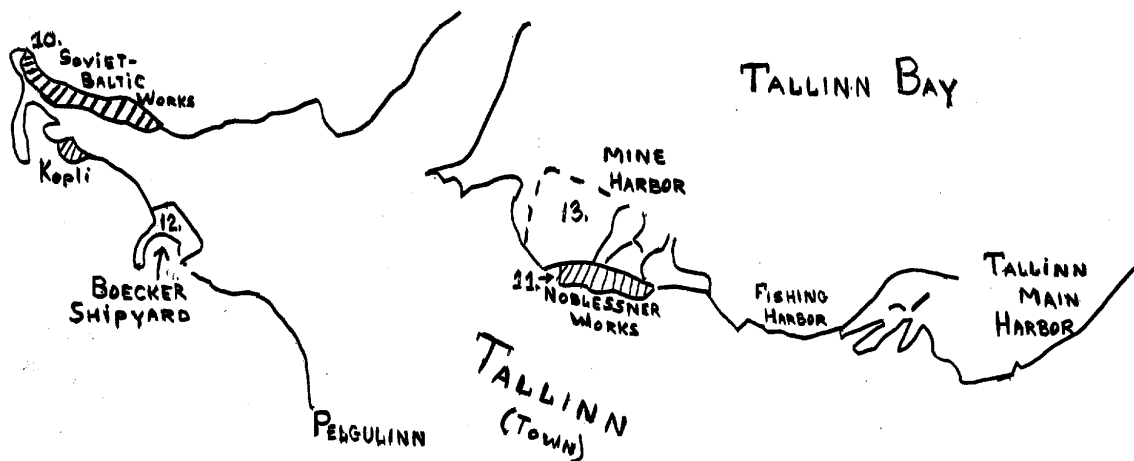 10.
SOVIET-
BALTIC
WORKS
Kopli
12.
BOECKER
SHIPYARD
PELGULINN
TALLINN BAY
MINE
HARBOR
13.
11.
NOBLESSNER
WORKS
FISHING
HARBOR
TALLINN
MAIN
HARBOR
TALLINN
(TOWN)